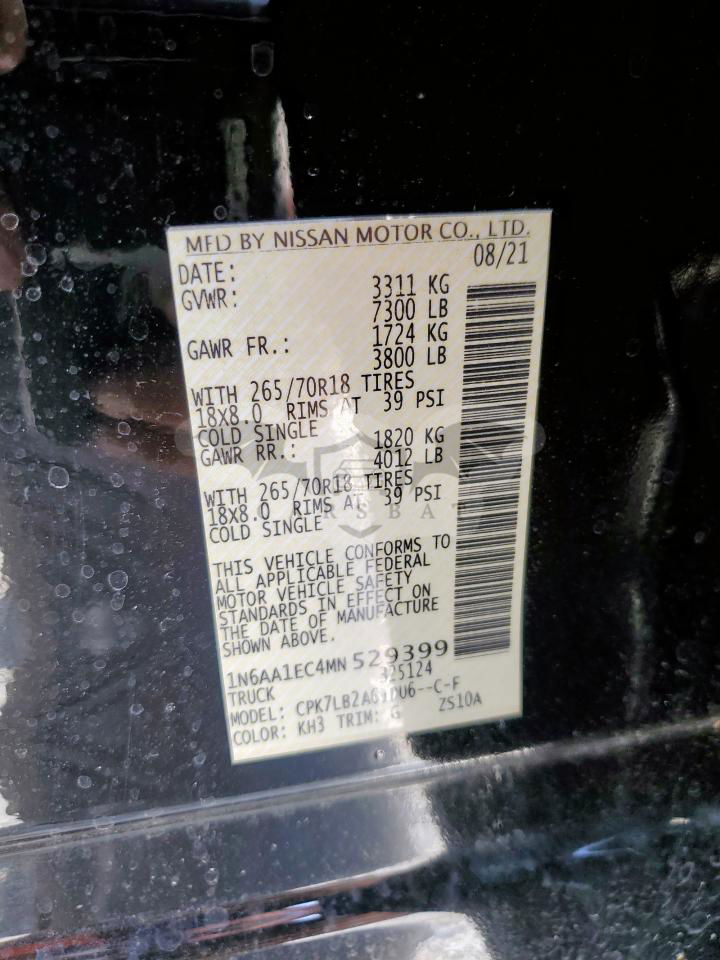 MFD BY NISSAN MOTOR CO., LTD.
DATE: 08/21
GVWR: 3311 KG
7300 LB
GAWR FR.: 1724 KG
3800 LB
WITH 265/70R18 TIRES
18X8.0 RIMS AT 39 PSI
COLD SINGLE
GAWR RR.: 1820 KG
4012 LB
WITH 265/70R18 TIRES
18X8.0 RIMS AT 39 PSI
COLD SINGLE
THIS VEHICLE CONFORMS TO
ALL APPLICABLE FEDERAL
MOTOR VEHICLE SAFETY
STANDARDS IN EFFECT ON
THE DATE OF MANUFACTURE
SHOWN ABOVE.
1N6AA1EC4MN 529399
TRUCK 325124
MODEL:
ZS10A
COLOR: KH3 TRIM: G